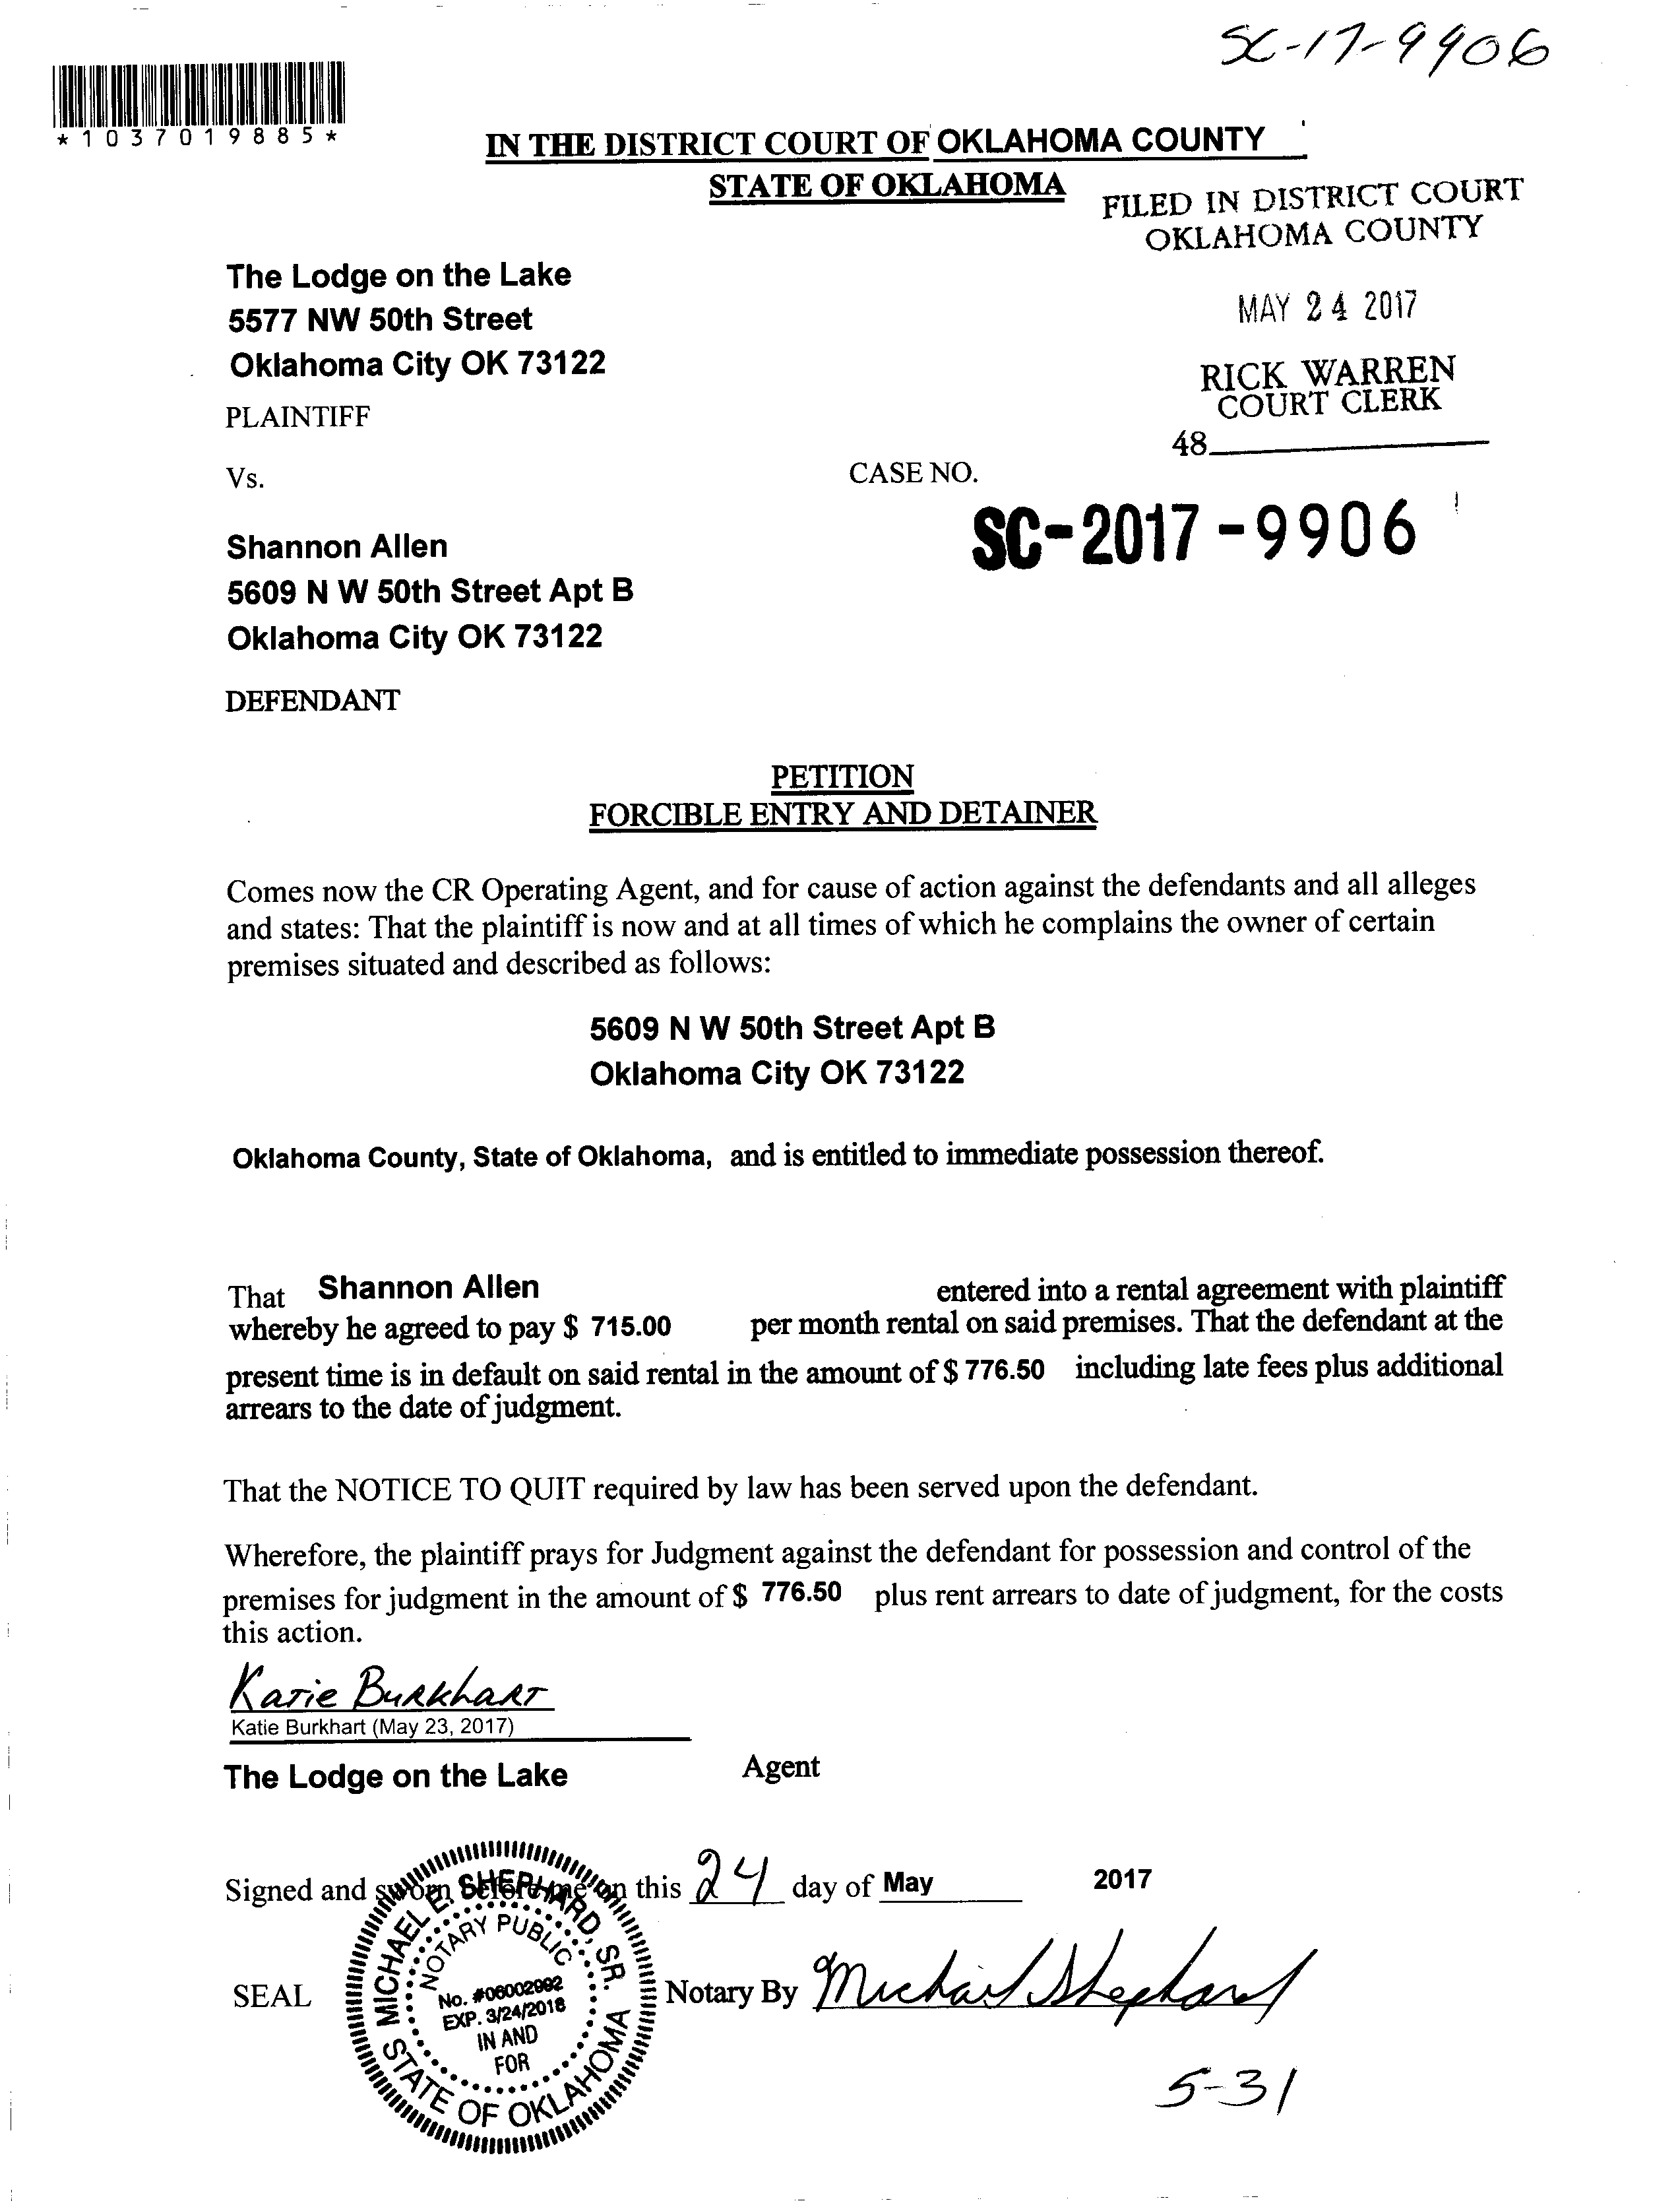 SC-17-9906
*1037019885*
IN THE DISTRICT COURT OF OKLAHOMA COUNTY
STATE OF OKLAHOMA
FILED IN DISTRICT COURT
OKLAHOMA COUNTY
The Lodge on the Lake
5577 NW 50th Street
MAY 24 2017
Oklahoma City OK 73122
RICK WARREN
COURT CLERK
PLAINTIFF
48
Vs.
CASE NO.
SC-2017-9906
Shannon Allen
5609 N W 50th Street Apt B
Oklahoma City OK 73122
DEFENDANT
PETITION
FORCIBLE ENTRY AND DETAINER
Comes now the CR Operating Agent, and for cause of action against the defendants and all alleges
and states: That the plaintiff is now and at all times of which he complains the owner of certain
premises situated and described as follows:
5609 N W 50th Street Apt B
Oklahoma City OK 73122
Oklahoma County, State of Oklahoma, and is entitled to immediate possession thereof.
That Shannon Allen entered into a rental agreement with plaintiff
whereby he agreed to pay $ 715.00 per month rental on said premises. That the defendant at the
present time is in default on said rental in the amount of $ 776.50 including late fees plus additional
arrears to the date of judgment.
That the NOTICE TO QUIT required by law has been served upon the defendant.
Wherefore, the plaintiff prays for Judgment against the defendant for possession and control of the
premises for judgment in the amount of $ 776.50 plus rent arrears to date of judgment, for the costs
this action.
Katie Burkhart
Katie Burkhart (May 23, 2017)
The Lodge on the Lake Agent
Signed and sworn before me on this 24 day of May 2017
SEAL
MICHAEL E. SHEPHARD, SR.
NOTARY PUBLIC
No. #06002992
EXP. 3/24/2018
IN AND
FOR
STATE OF OKLAHOMA
Notary By Michael Shephard
5-31